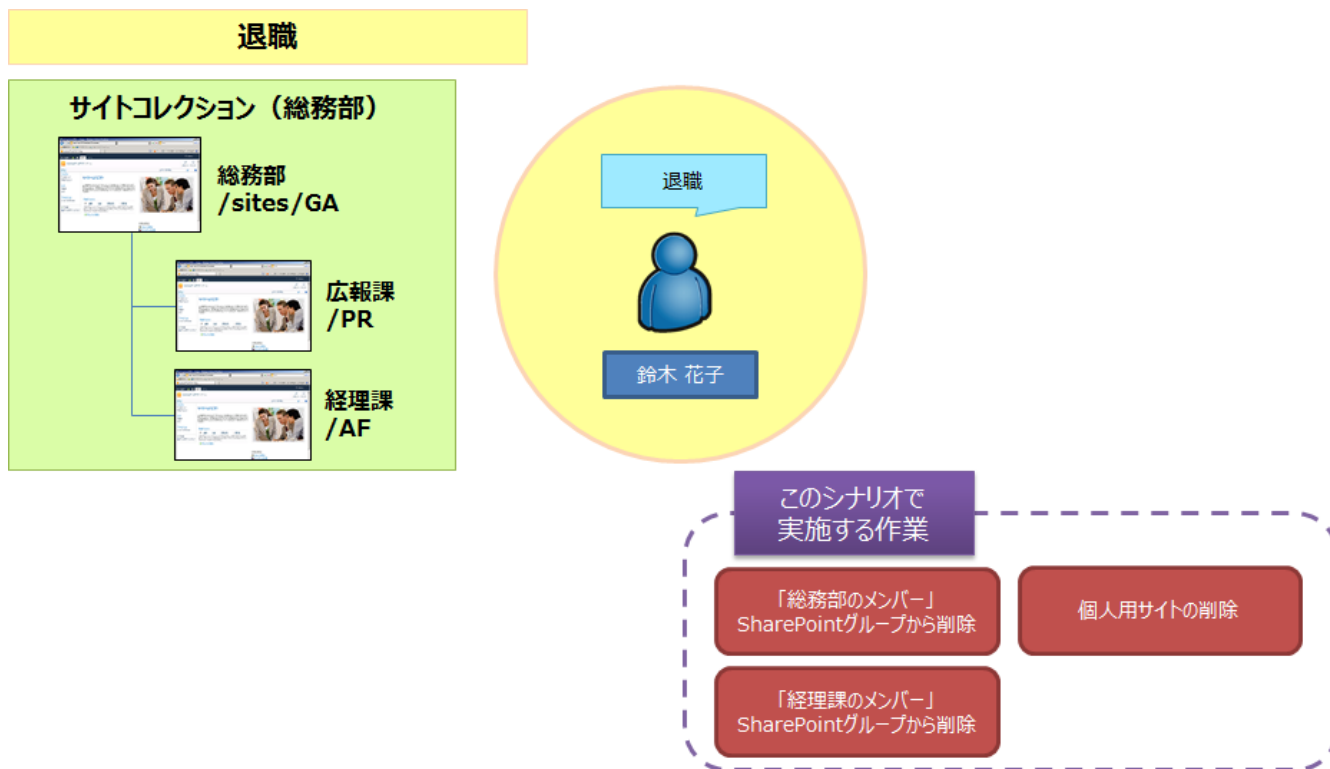 退職
サイトコレクション（総務部）
総務部
/sites/GA
広報課
/PR
経理課
/AF
退職
鈴木 花子
このシナリオで
実施する作業
「総務部のメンバー」
SharePointグループから削除
個人用サイトの削除
「経理課のメンバー」
SharePointグループから削除